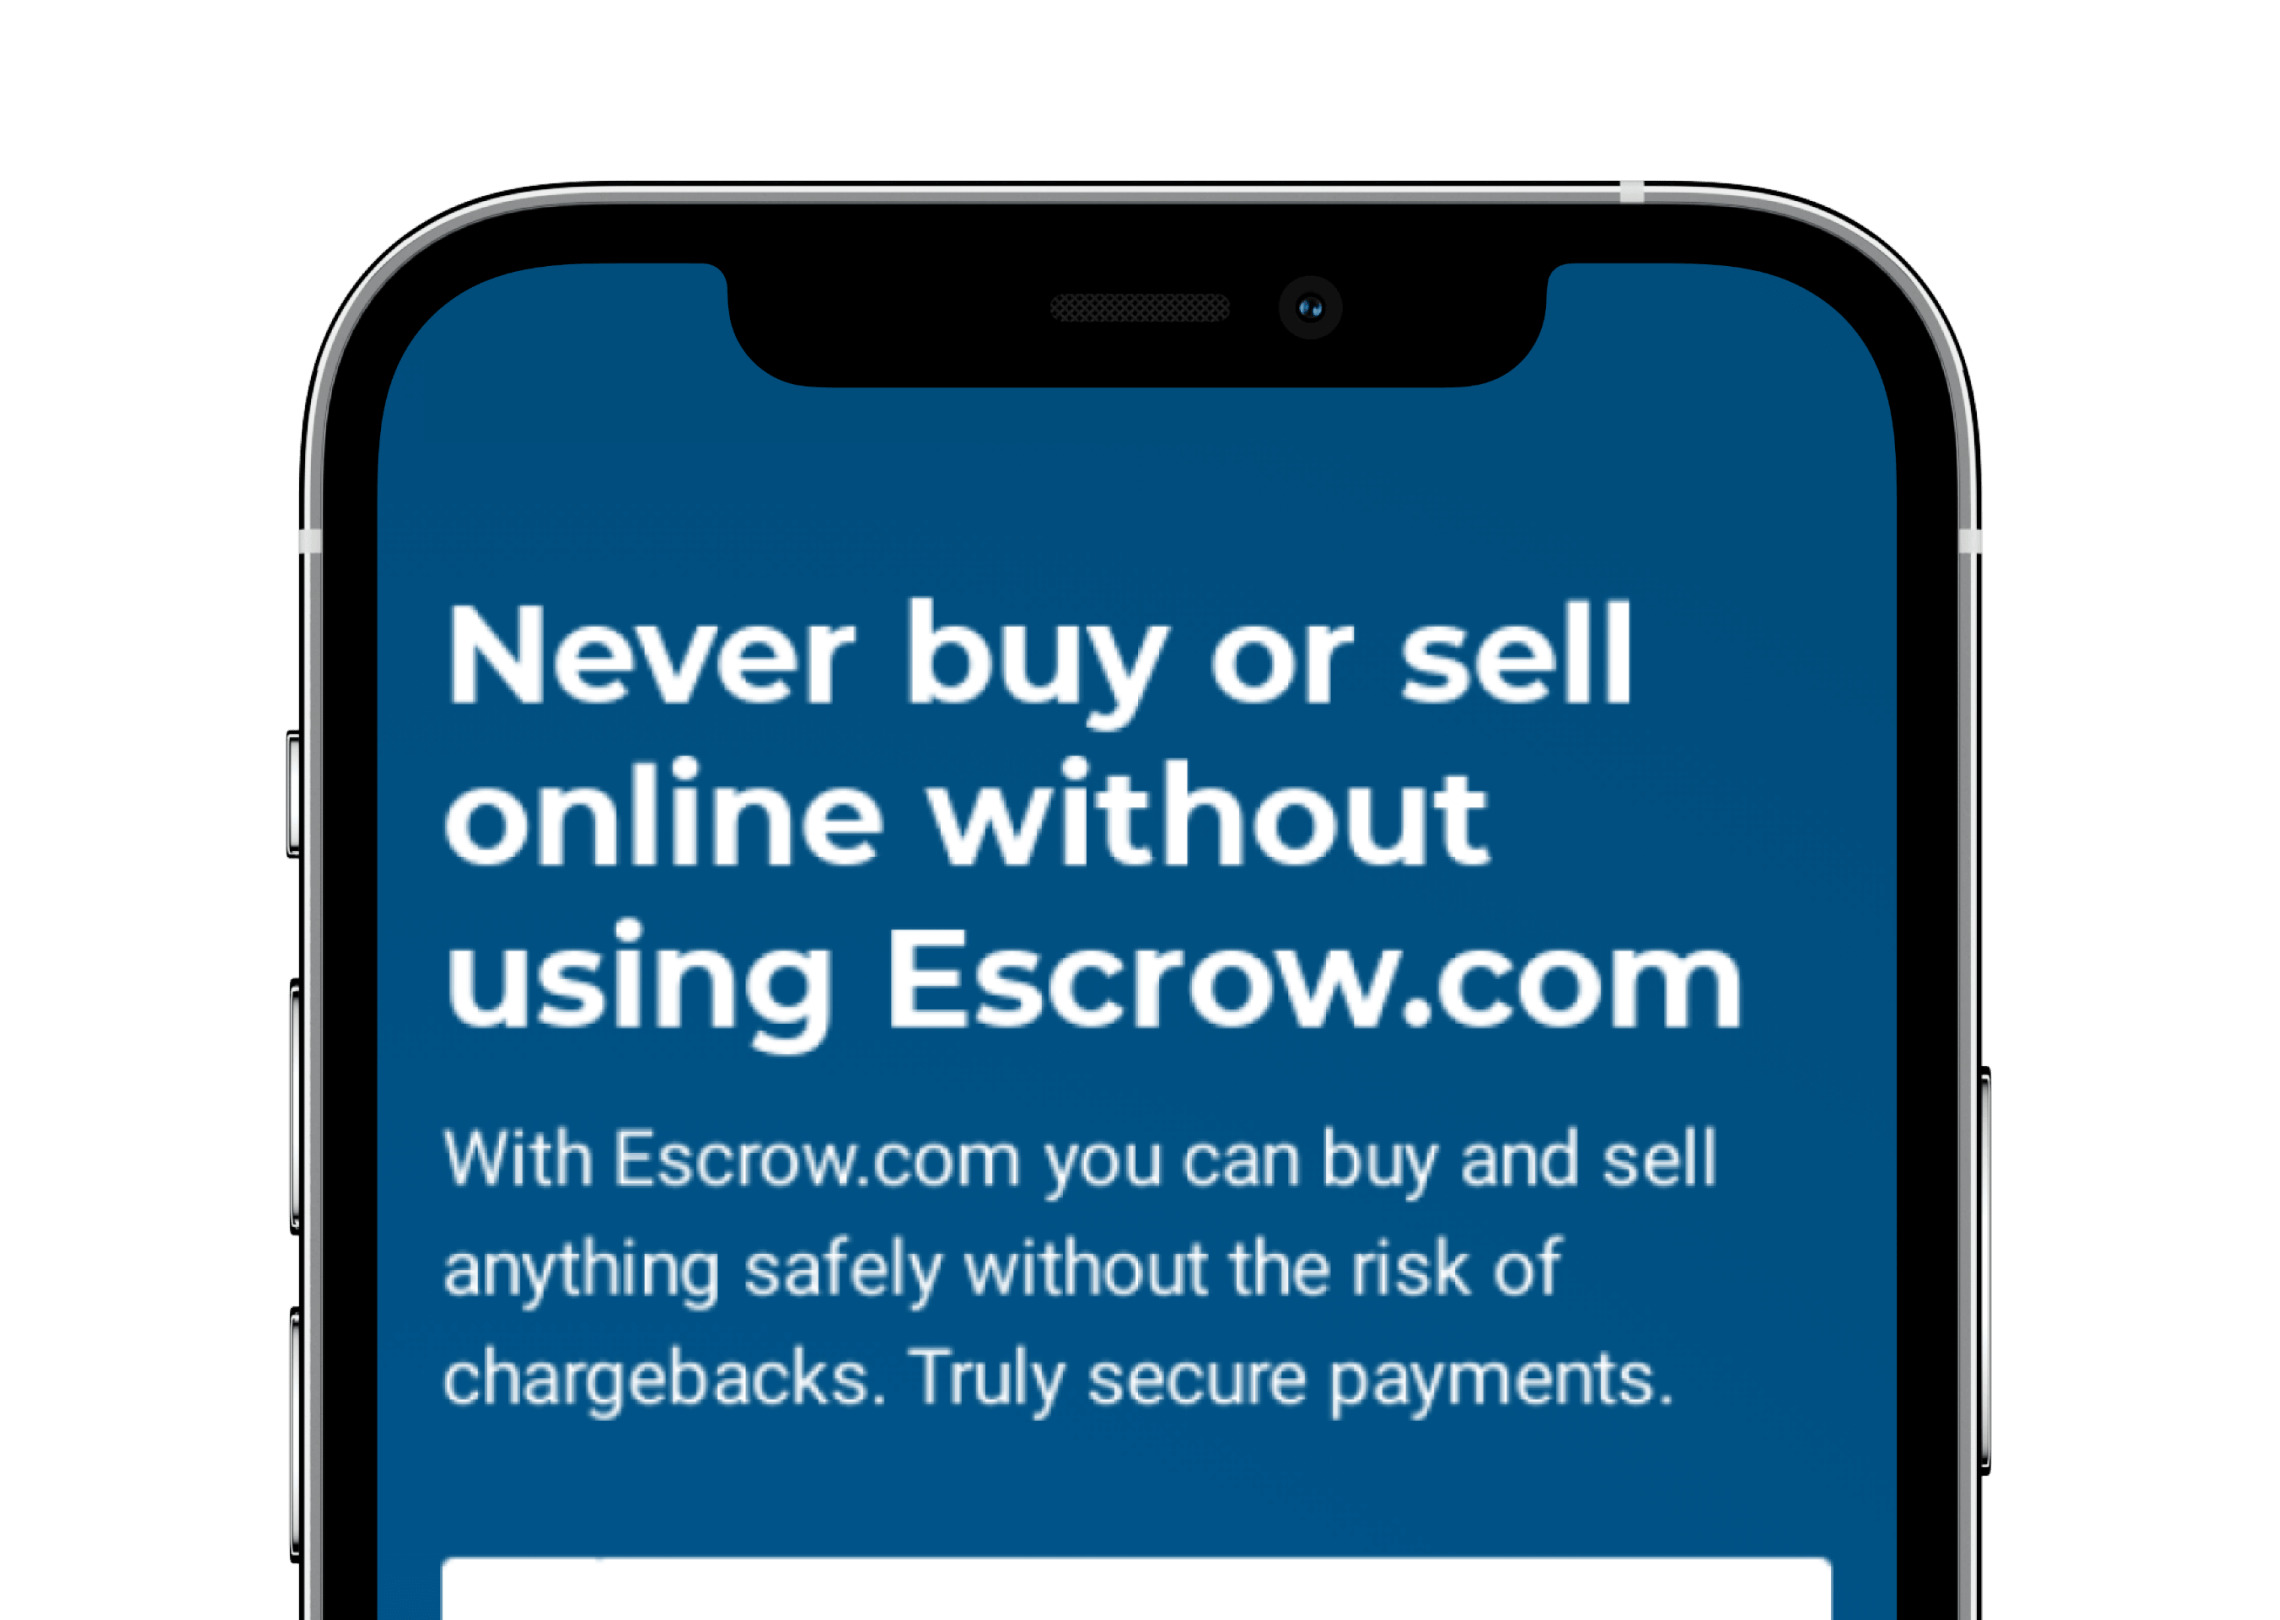 Never buy or sell
online without
using Escrow.com
With Escrow.com you can buy and sell
anything safely without the risk of
chargebacks. Truly secure payments.